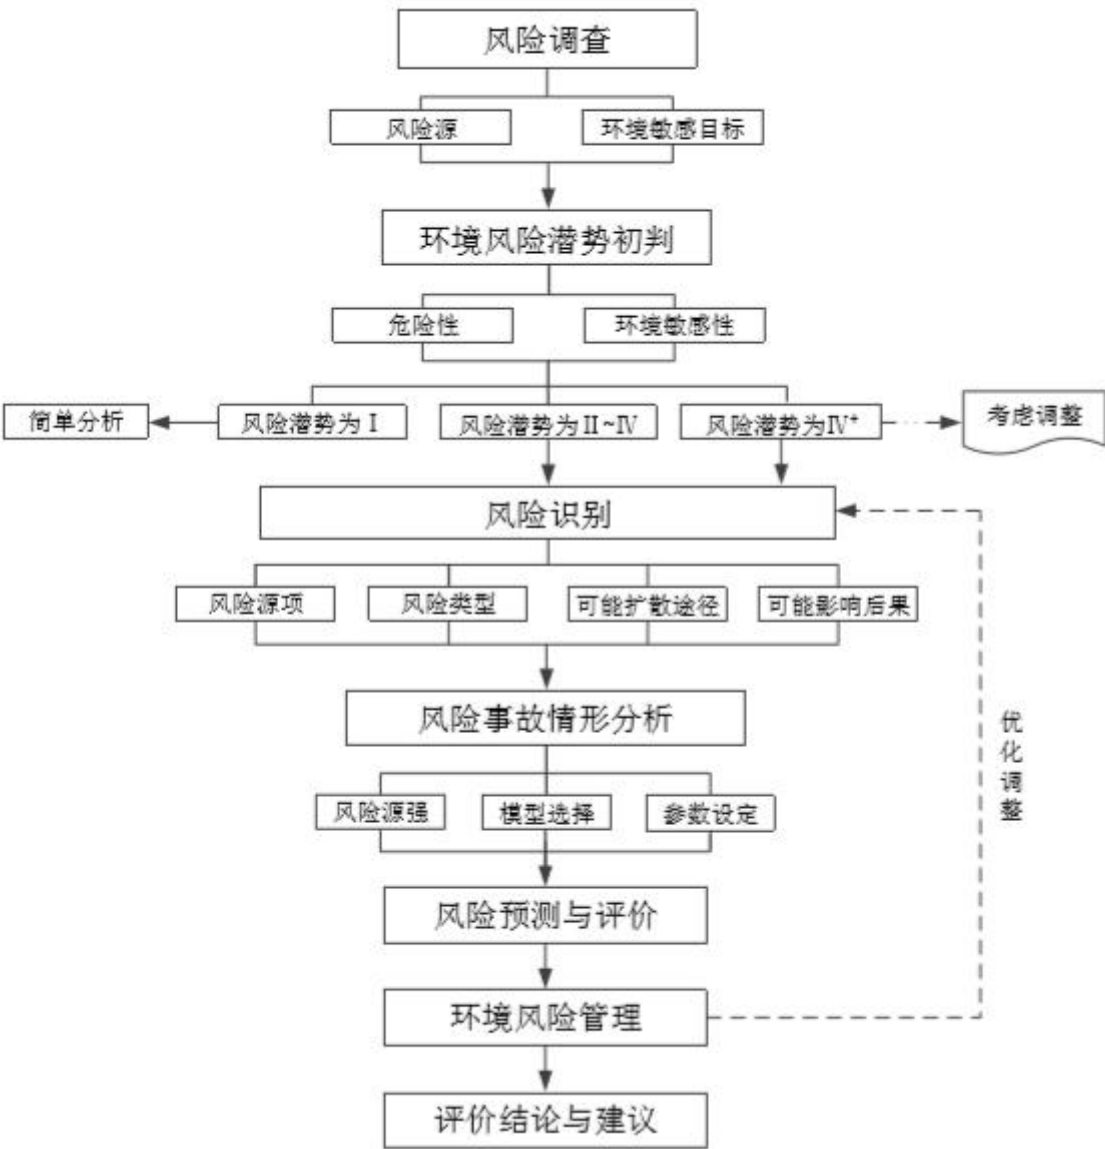 风险调查
风险源
环境敏感目标
环境风险潜势初判
危险性
环境敏感性
简单分析
风险潜势为Ⅰ
风险潜势为Ⅱ~Ⅳ
风险潜势为Ⅳ⁺
考虑调整
风险识别
风险源项
风险类型
可能扩散途径
可能影响后果
风险事故情形分析
优化调整
风险源强
模型选择
参数设定
风险预测与评价
环境风险管理
评价结论与建议